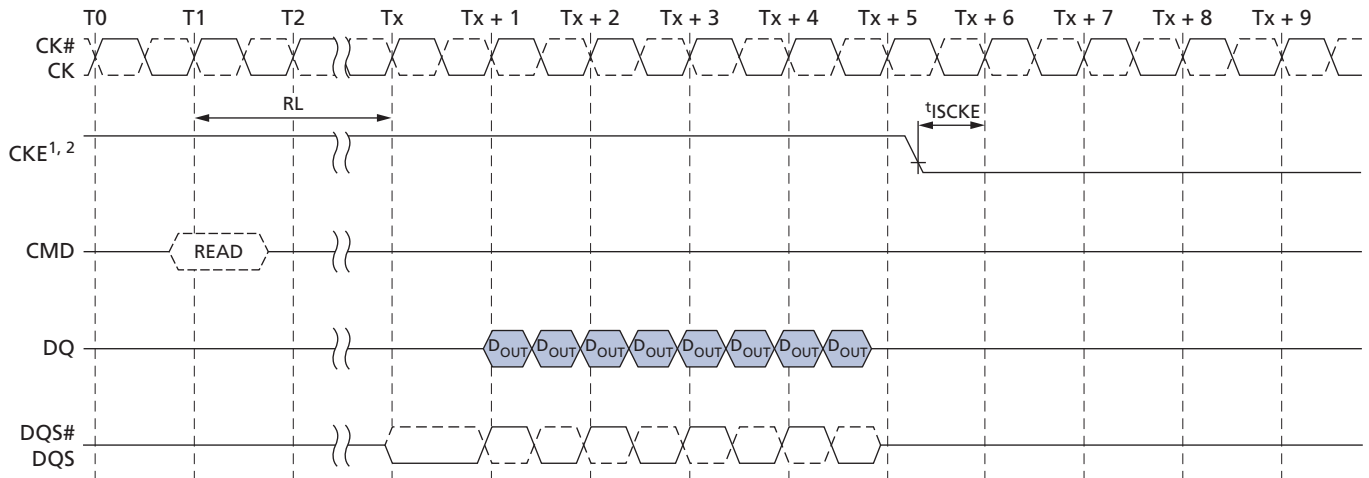 T0 T1 T2 Tx Tx + 1 Tx + 2 Tx + 3 Tx + 4 Tx + 5 Tx + 6 Tx + 7 Tx + 8 Tx + 9
CK#
CK
RL
tISCKE
CKE1, 2
CMD READ
DQ DOUT DOUT DOUT DOUT DOUT DOUT DOUT DOUT
DQS#
DQS